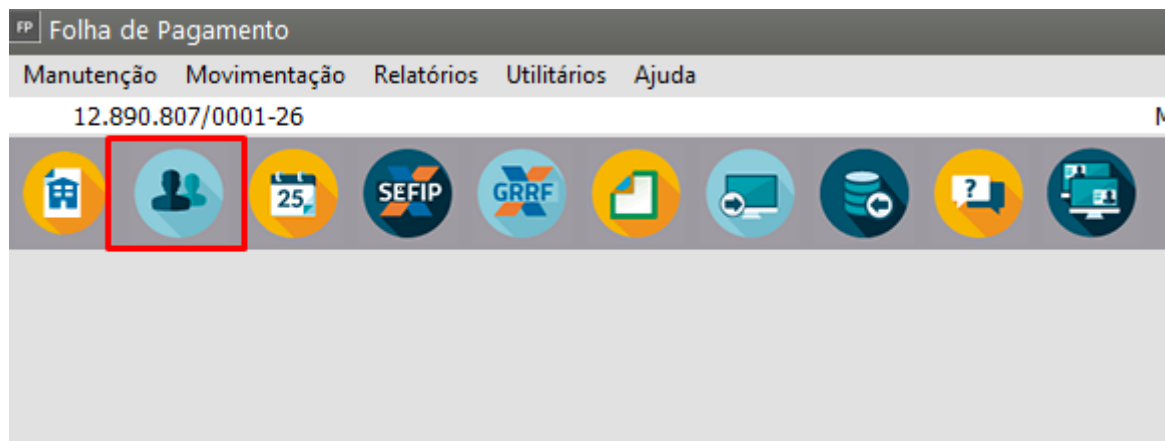 FP Folha de Pagamento
Manutenção Movimentação Relatórios Utilitários Ajuda
12.890.807/0001-26
25 SEFIP GRRF ?